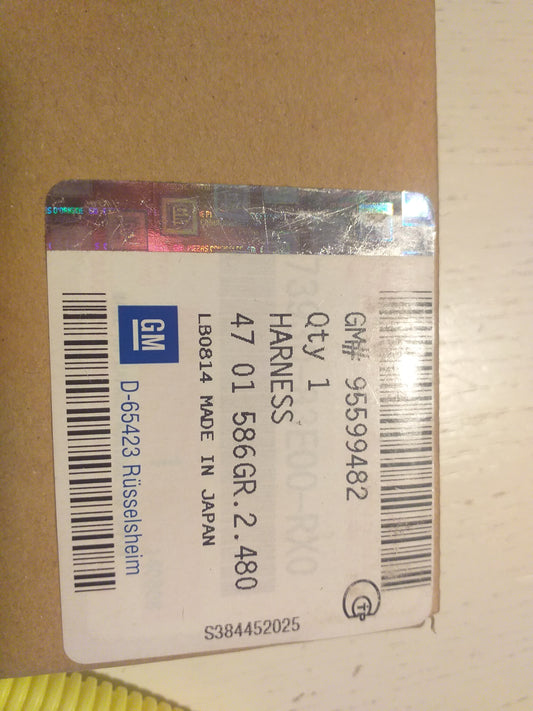 GM# 95599482
Qty 1
HARNESS
47 01 586GR.2.480
LB0814 MADE IN JAPAN
GM
D-65423 Rüsselsheim
S384452025